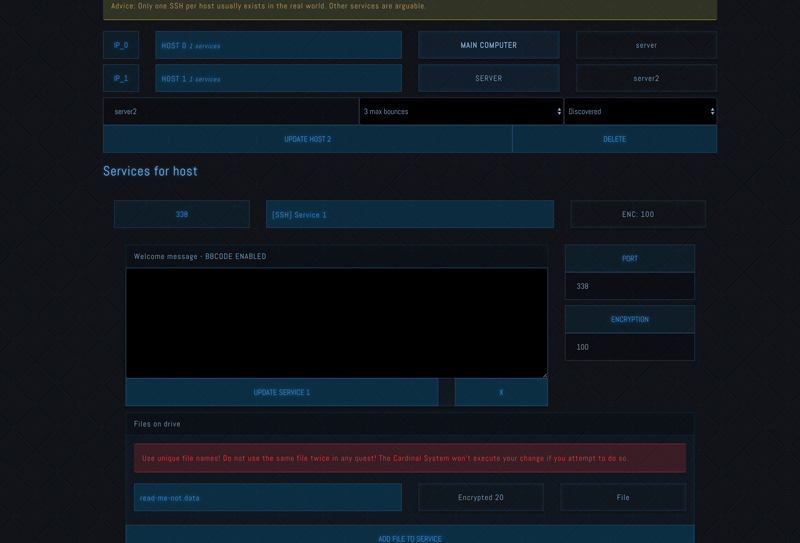 Advice: Only one SSH per host usually exists in the real world. Other services are arguable.
IP_0 HOST 0 1 services MAIN COMPUTER server
IP_1 HOST 1 1 services SERVER server2
server2 3 max bounces Discovered
UPDATE HOST 2 DELETE
Services for host
338 [SSH] Service 1 ENC: 100
Welcome message - BBCODE ENABLED
PORT
338
ENCRYPTION
100
UPDATE SERVICE 1 X
Files on drive
Use unique file names! Do not use the same file twice in any quest! The Cardinal System won't execute your change if you attempt to do so.
read-me-not.data Encrypted 20 File
ADD FILE TO SERVICE